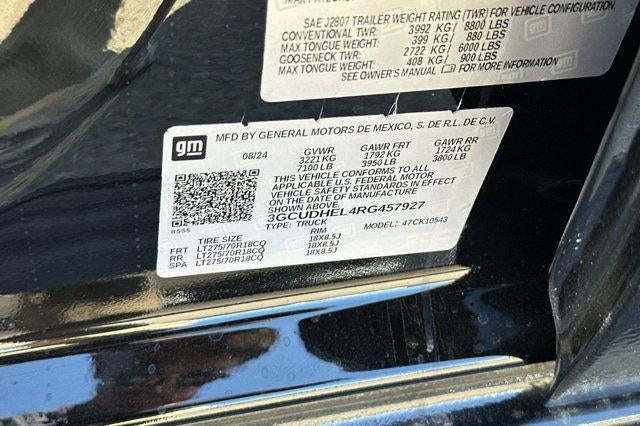 SAE J2807 TRAILER WEIGHT RATING (TWR) FOR VEHICLE CONFIGURATION.
CONVENTIONAL TWR: 3992 KG / 8800 LBS
MAX TONGUE WEIGHT: 399 KG / 880 LBS
GOOSENECK TWR: 2722 KG / 6000 LBS
MAX TONGUE WEIGHT: 408 KG / 900 LBS
SEE OWNER'S MANUAL FOR MORE INFORMATION
gm
gm
MFD BY GENERAL MOTORS DE MEXICO, S. DE R.L. DE C.V.
08/24 GVWR GAWR FRT GAWR RR
3221 KG 1792 KG 1724 KG
7100 LB 3950 LB 3800 LB
THIS VEHICLE CONFORMS TO ALL
APPLICABLE U.S. FEDERAL MOTOR
VEHICLE SAFETY STANDARDS IN EFFECT
ON THE DATE OF MANUFACTURE
SHOWN ABOVE.
3GCUDHEL4RG457927
8555 TYPE: TRUCK MODEL: 47CK10543
TIRE SIZE RIM
FRT LT275/70R18CQ 18X8.5J
RR LT275/70R18CQ 18X8.5J
SPA LT275/70R18CQ 18X8.5J